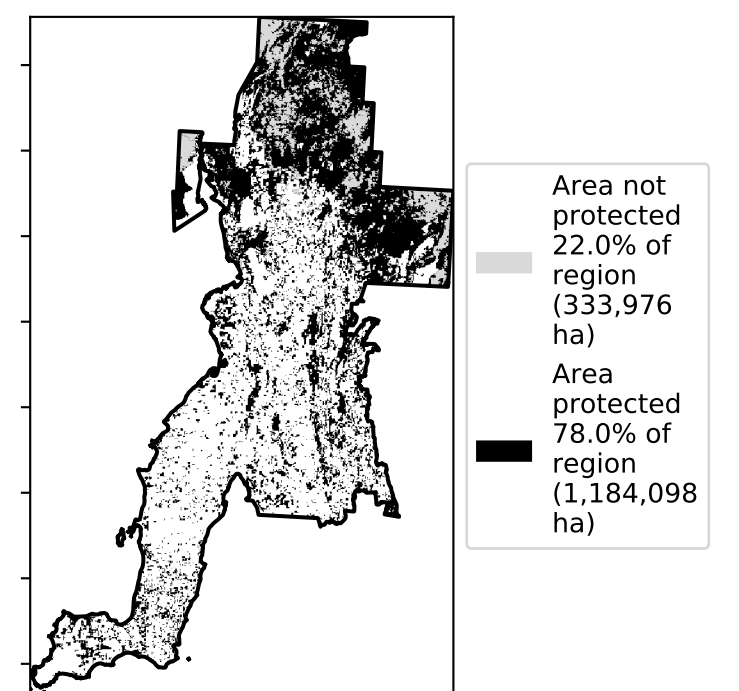 Area not
protected
22.0% of
region
(333,976
ha)
Area
protected
78.0% of
region
(1,184,098
ha)